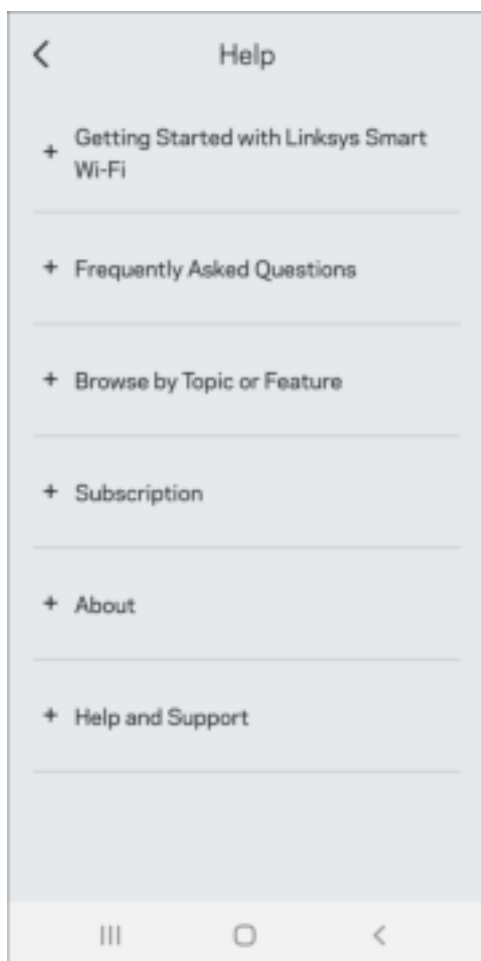 Help
+ Getting Started with Linksys Smart
Wi-Fi
+ Frequently Asked Questions
+ Browse by Topic or Feature
+ Subscription
+ About
+ Help and Support